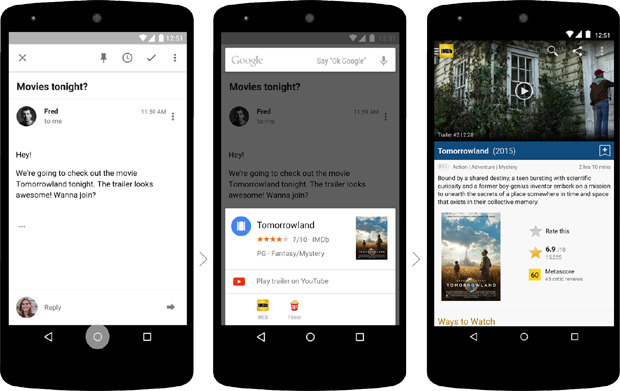 12:51
Movies tonight?
Fred
11:59 AM
to me
Hey!
We're going to check out the movie
Tomorrowland tonight. The trailer looks
awesome! Wanna join?
...
Reply
12:51
Google
Say "Ok Google"
Movies tonight?
Fred
11:59 AM
to me
Hey!
We're going to check out the movie
Tomorrowland tonight. The trailer looks
awesome! Wanna join?
Tomorrowland
7/10 · IMDb
PG - Fantasy/Mystery
TOMORROWLAND
Play trailer on YouTube
IMDb
Flixster
12:51
IMDb
Trailer #2 | 2:28
Tomorrowland (2015)
PG Action | Adventure | Mystery 2 hrs 10 mins
Bound by a shared destiny, a teen bursting with scientific
curiosity and a former boy-genius inventor embark on a mission
to unearth the secrets of a place somewhere in time and space
that exists in their collective memory.
TOMORROWLAND
Rate this
6.9 /10
15,225
60 Metascore
45 critic reviews
Ways to Watch